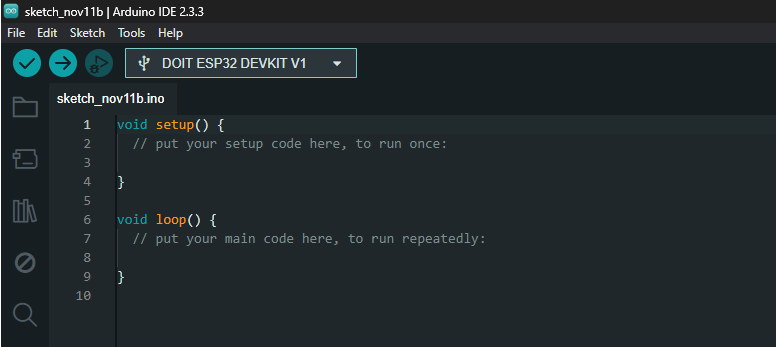 sketch_nov11b | Arduino IDE 2.3.3
File Edit Sketch Tools Help
DOIT ESP32 DEVKIT V1
sketch_nov11b.ino
1 void setup() {
2   // put your setup code here, to run once:
3
4 }
5
6 void loop() {
7   // put your main code here, to run repeatedly:
8
9 }
10